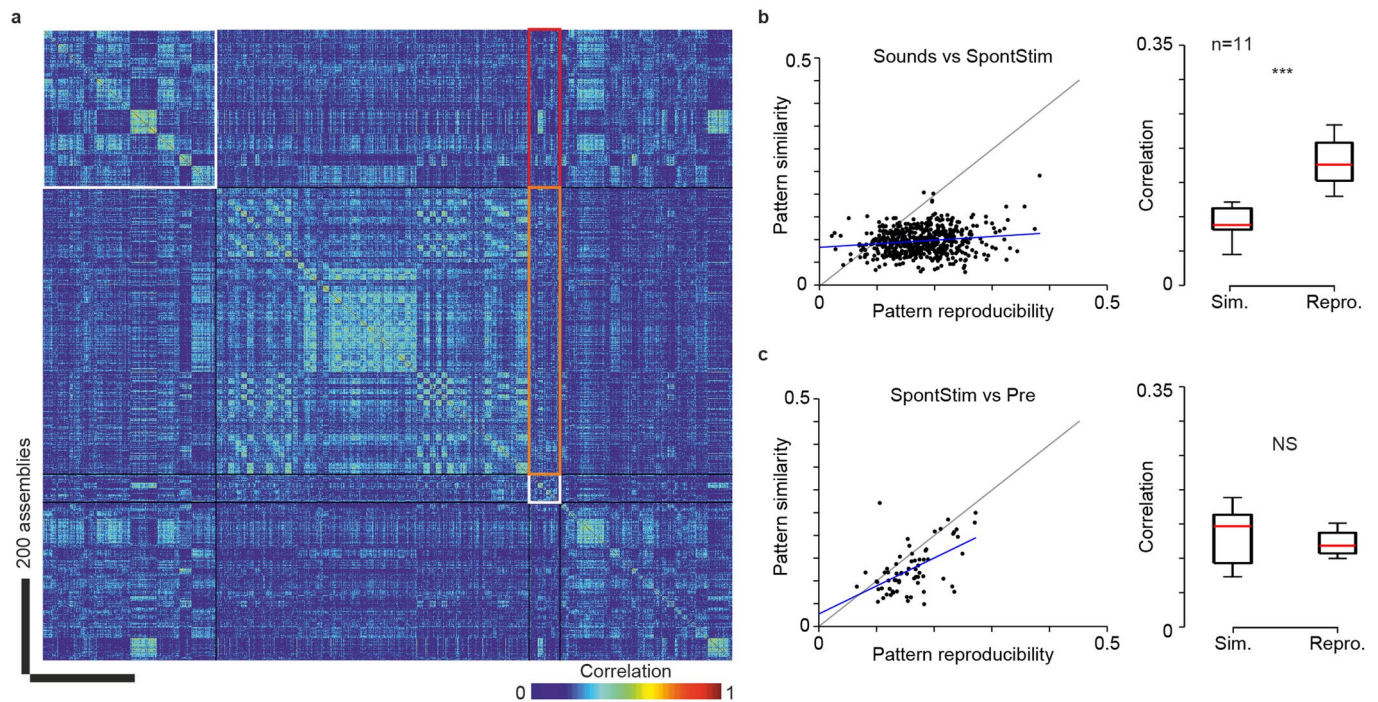 a
200 assemblies
Correlation
0
1
b
Sounds vs SpontStim
0.5
Pattern similarity
0
0
0.5
Pattern reproducibility
0.35
n=11
***
Correlation
0
Sim.
Repro.
c
SpontStim vs Pre
0.5
Pattern similarity
0
0
0.5
Pattern reproducibility
0.35
NS
Correlation
0
Sim.
Repro.